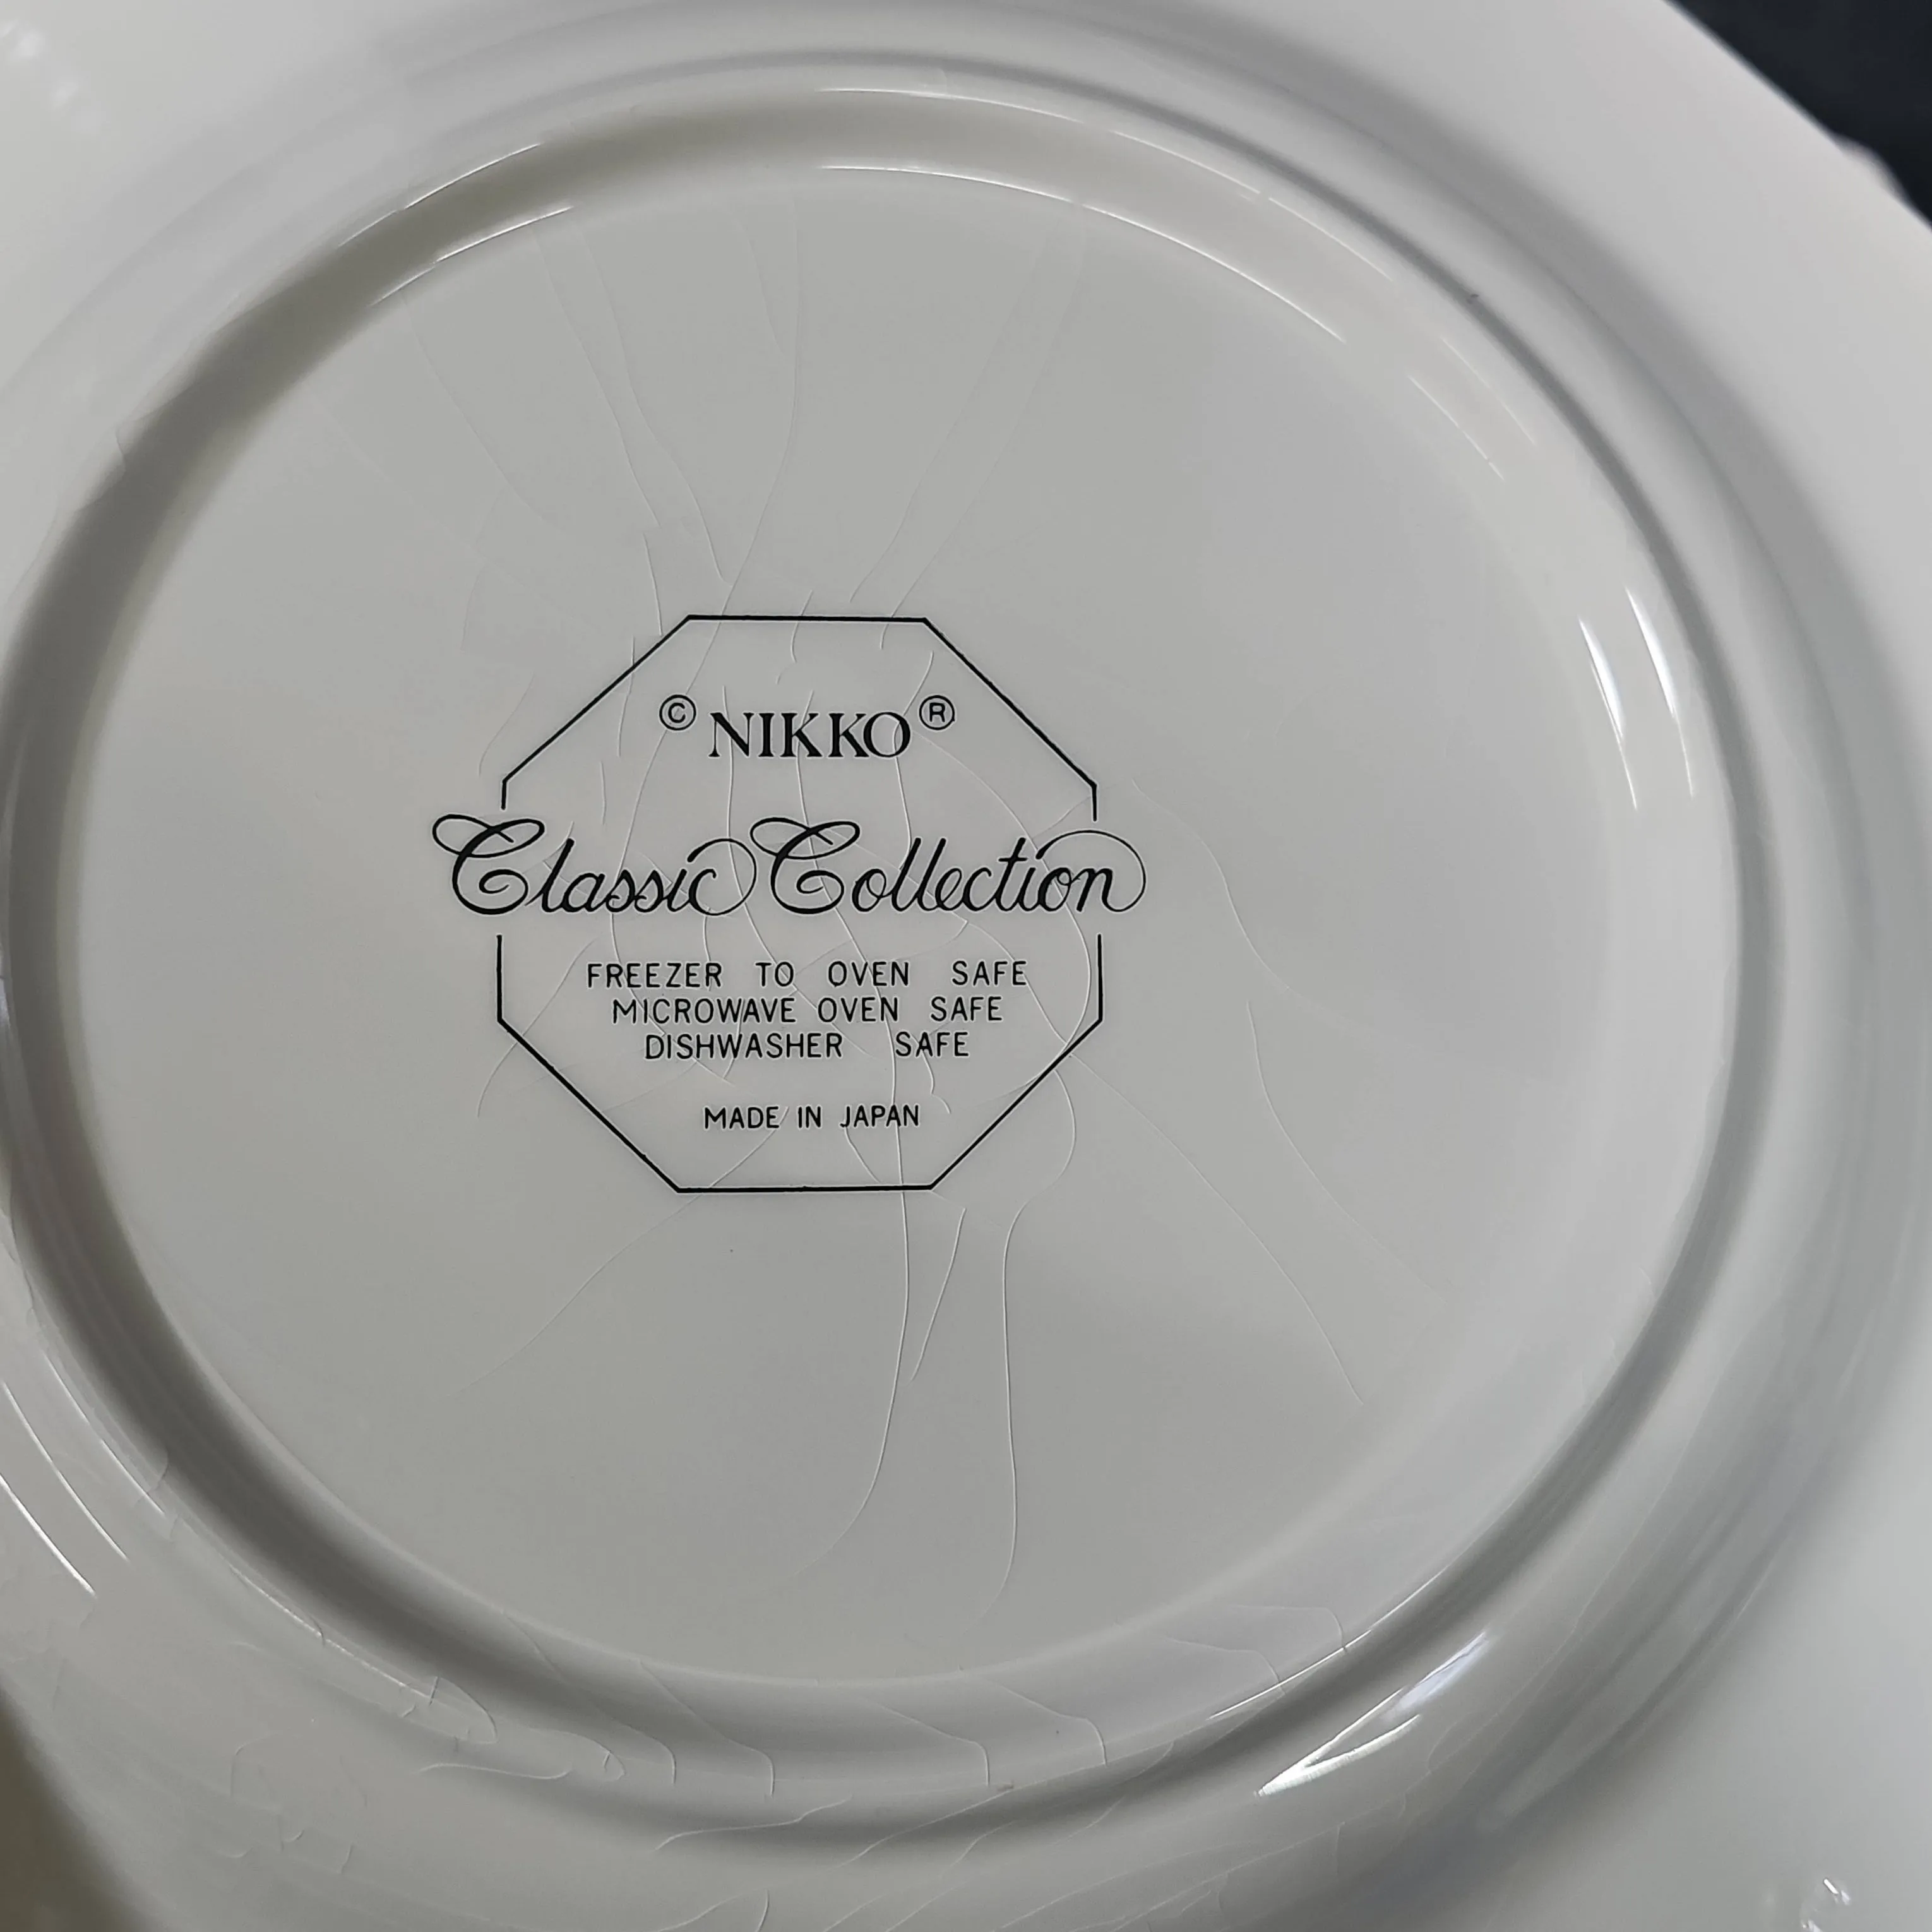 © NIKKO ®
Classic Collection
FREEZER TO OVEN SAFE
MICROWAVE OVEN SAFE
DISHWASHER SAFE
MADE IN JAPAN